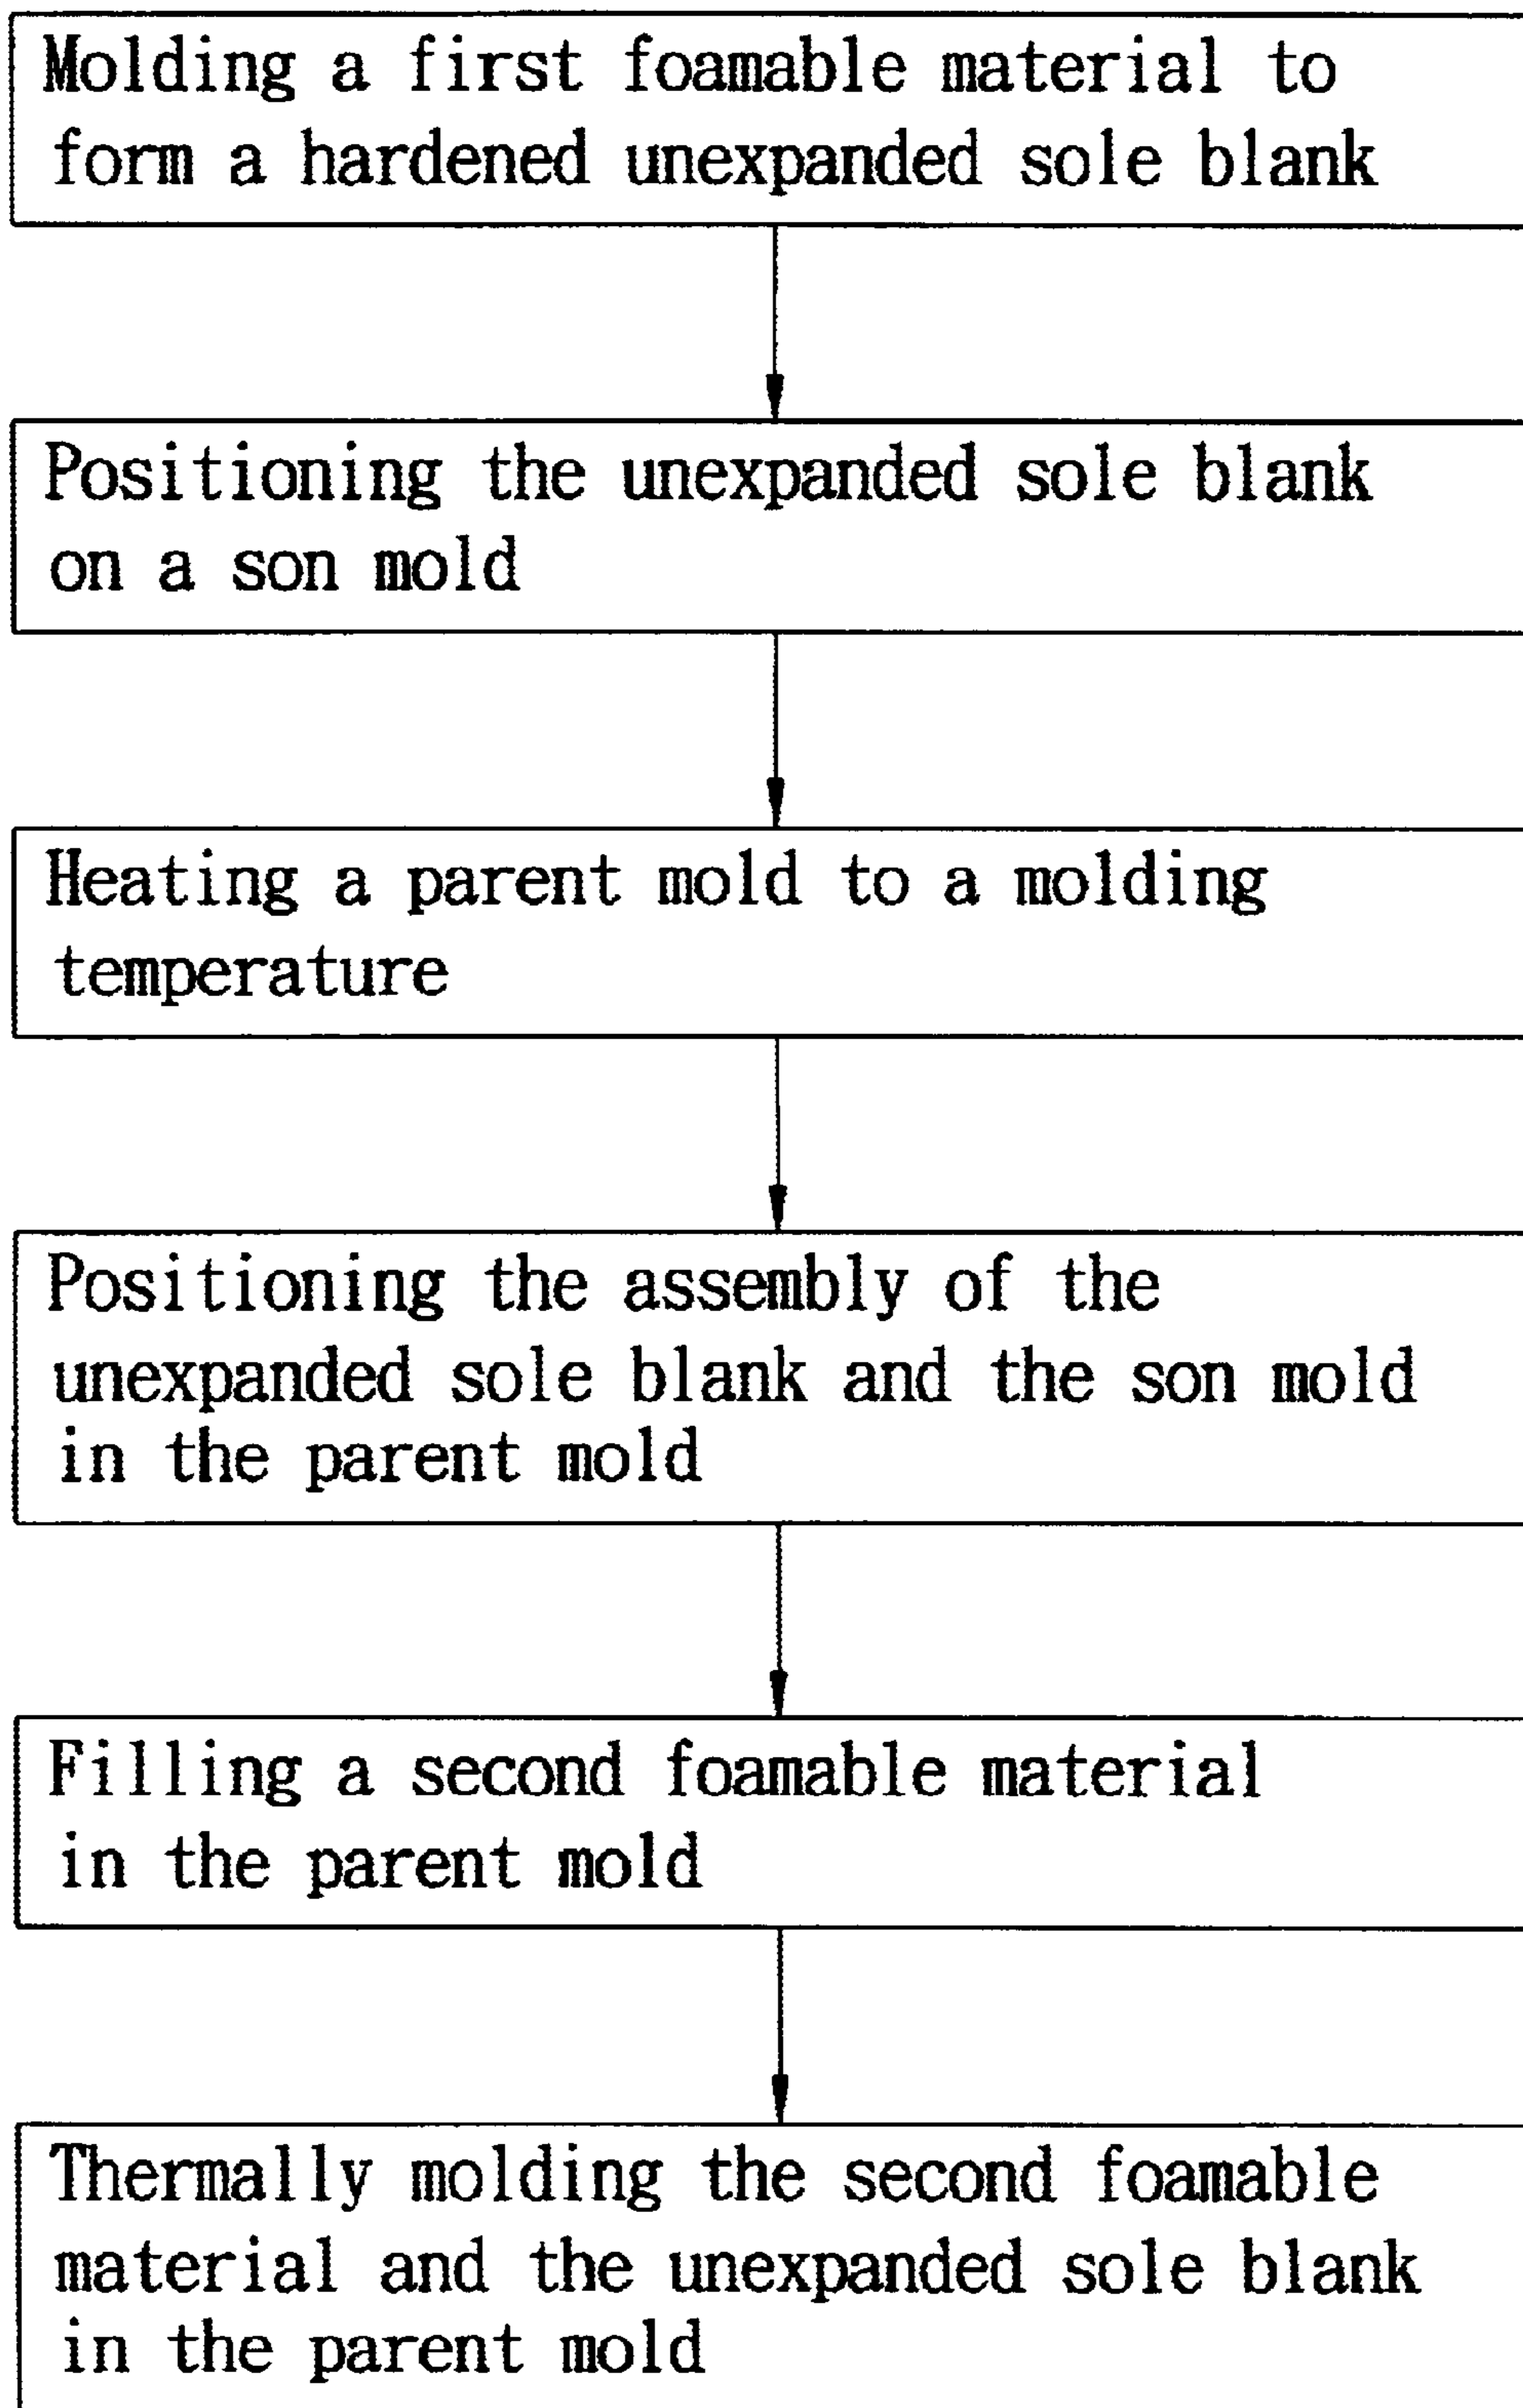 Molding a first foamable material to
form a hardened unexpanded sole blank
Positioning the unexpanded sole blank
on a son mold
Heating a parent mold to a molding
temperature
Positioning the assembly of the
unexpanded sole blank and the son mold
in the parent mold
Filling a second foamable material
in the parent mold
Thermally molding the second foamable
material and the unexpanded sole blank
in the parent mold